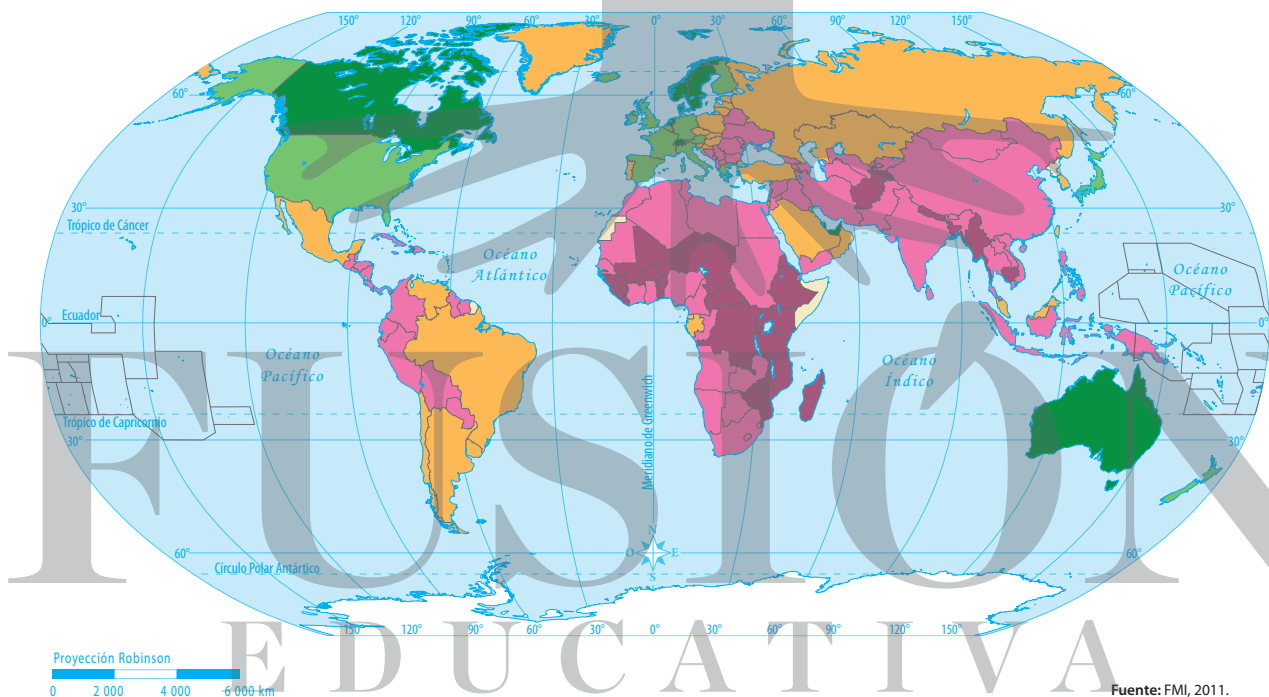 150° 120° 90° 60° 30° 0° 30° 60° 90° 120° 150°
60° 60°
30° 30°
Trópico de Cáncer
Océano
Atlántico
Océano
Pacífico
Ecuador
0° 0°
Océano
Pacífico
Océano
Índico
Meridiano de Greenwich
Trópico de Capricornio
30° 30°
FUSIÓN
N
O E
S
60° 60°
Círculo Polar Antártico
150° 120° 90° 60° 30° 0° 30° 60° 90° 120° 150°
EDUCATIVA
Proyección Robinson
0 2 000 4 000 6 000 km
Fuente: FMI, 2011.